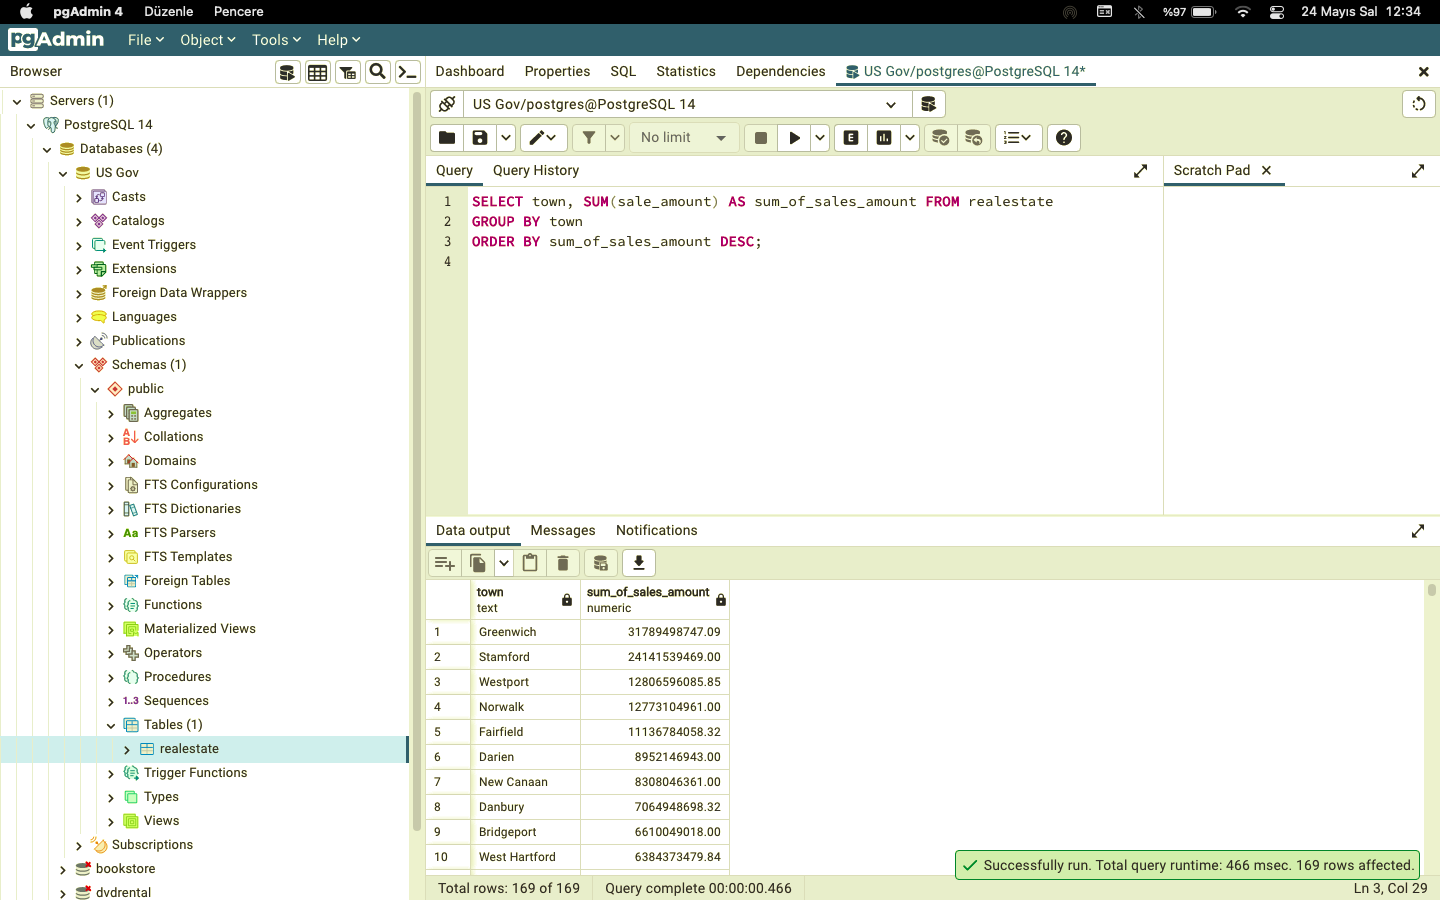 pgAdmin 4 Düzenle Pencere %97 24 Mayıs Sal 12:34
pgAdmin File Object Tools Help
Browser
Dashboard Properties SQL Statistics Dependencies US Gov/postgres@PostgreSQL 14*
Servers (1)
PostgreSQL 14
Databases (4)
US Gov
Casts
Catalogs
Event Triggers
Extensions
Foreign Data Wrappers
Languages
Publications
Schemas (1)
public
Aggregates
Collations
Domains
FTS Configurations
FTS Dictionaries
Aa FTS Parsers
FTS Templates
Foreign Tables
Functions
Materialized Views
Operators
Procedures
1..3 Sequences
Tables (1)
realestate
Trigger Functions
Types
Views
Subscriptions
bookstore
dvdrental
US Gov/postgres@PostgreSQL 14
No limit E
Query Query History
Scratch Pad
1 SELECT town, SUM(sale_amount) AS sum_of_sales_amount FROM realestate
2 GROUP BY town
3 ORDER BY sum_of_sales_amount DESC;
4
Data output Messages Notifications
town sum_of_sales_amount
text numeric
1 Greenwich 31789498747.09
2 Stamford 24141539469.00
3 Westport 12806596085.85
4 Norwalk 12773104961.00
5 Fairfield 11136784058.32
6 Darien 8952146943.00
7 New Canaan 8308046361.00
8 Danbury 7064948698.32
9 Bridgeport 6610049018.00
10 West Hartford 6384373479.84
Successfully run. Total query runtime: 466 msec. 169 rows affected.
Total rows: 169 of 169 Query complete 00:00:00.466 Ln 3, Col 29